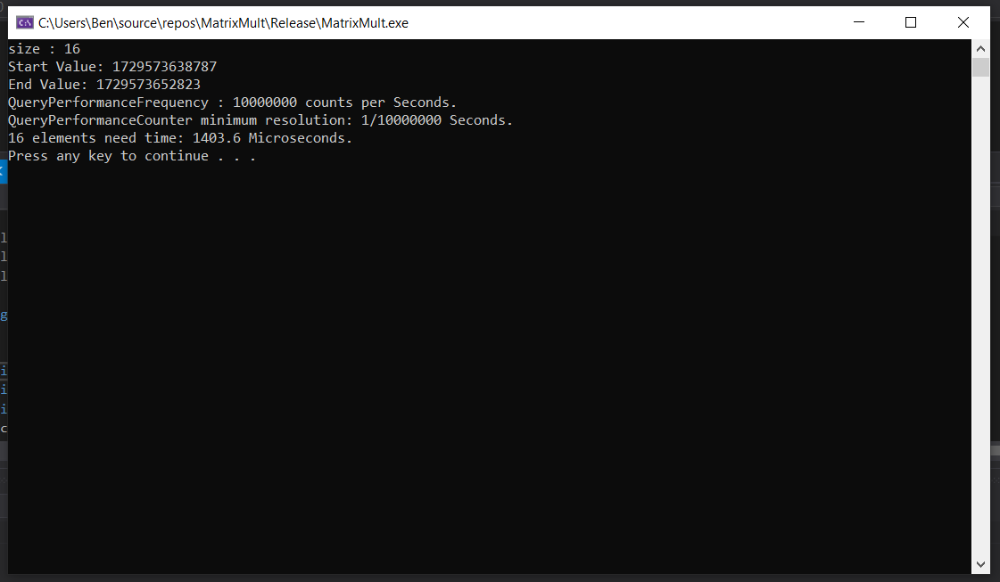 C:\Users\Ben\source\repos\MatrixMult\Release\MatrixMult.exe
size : 16
Start Value: 1729573638787
End Value: 1729573652823
QueryPerformanceFrequency : 10000000 counts per Seconds.
QueryPerformanceCounter minimum resolution: 1/10000000 Seconds.
16 elements need time: 1403.6 Microseconds.
Press any key to continue . . .